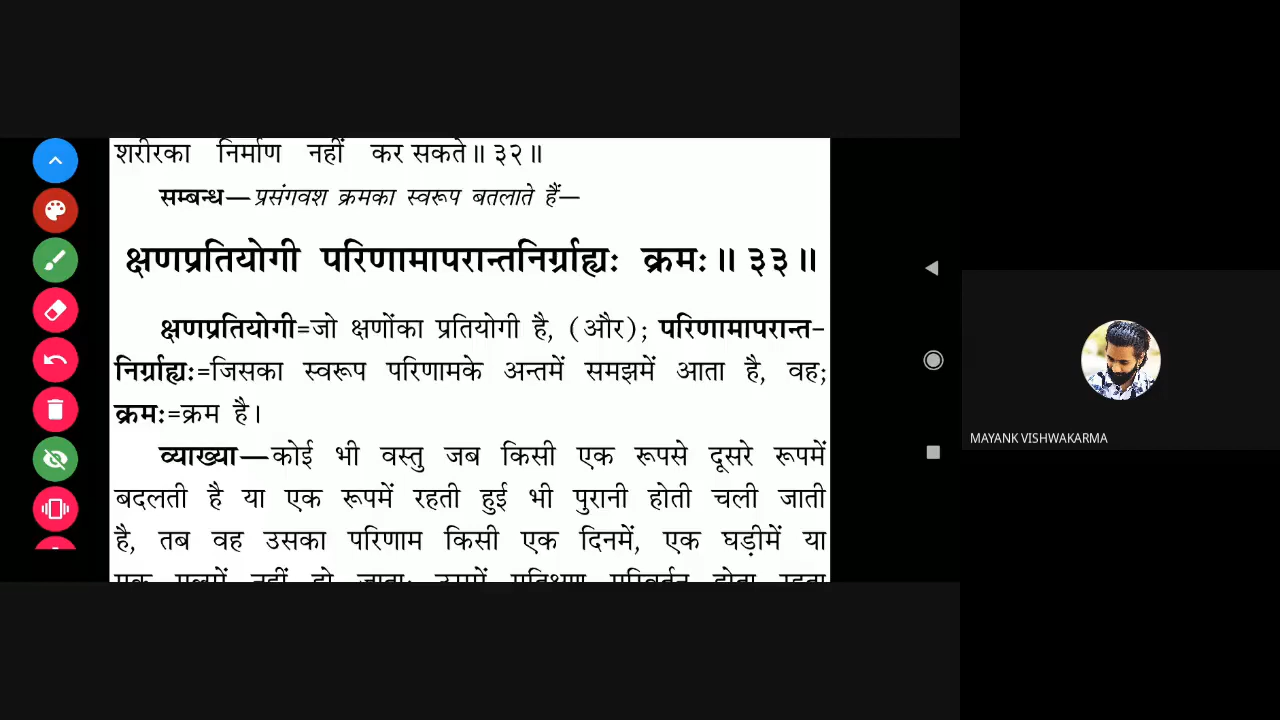 शरीरका निर्माण नहीं कर सकते॥ ३२॥
सम्बन्ध—प्रसंगवश क्रमका स्वरूप बतलाते हैं—
क्षणप्रतियोगी परिणामापरान्तनिर्ग्राह्यः क्रमः॥ ३३॥
क्षणप्रतियोगी=जो क्षणोंका प्रतियोगी है, (और); परिणामापरान्त-
निर्ग्राह्यः=जिसका स्वरूप परिणामके अन्तमें समझमें आता है, वह;
क्रमः=क्रम है।
व्याख्या—कोई भी वस्तु जब किसी एक रूपसे दूसरे रूपमें
बदलती है या एक रूपमें रहती हुई भी पुरानी होती चली जाती
है, तब वह उसका परिणाम किसी एक दिनमें, एक घड़ीमें या
MAYANK VISHWAKARMA